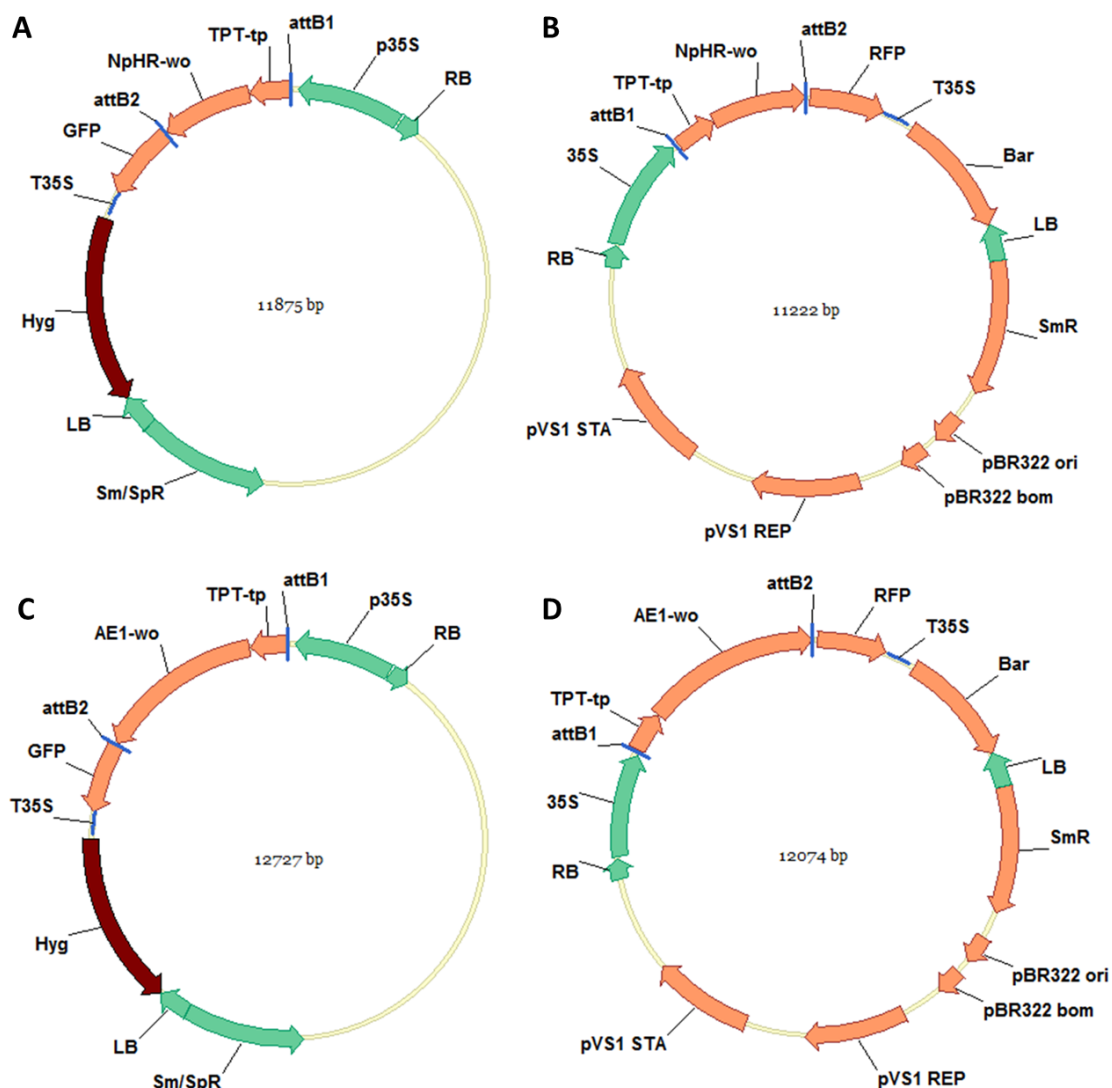 A
attB1
TPT-tp
p35S
NpHR-wo
RB
attB2
GFP
T35S
11875 bp
Hyg
LB
Sm/SpR
B
attB2
NpHR-wo
RFP
TPT-tp
T35S
attB1
Bar
35S
LB
RB
11222 bp
SmR
pVS1 STA
pBR322 ori
pBR322 bom
pVS1 REP
C
attB1
TPT-tp
p35S
AE1-wo
RB
attB2
GFP
T35S
12727 bp
Hyg
LB
Sm/SpR
D
attB2
RFP
AE1-wo
T35S
Bar
TPT-tp
attB1
LB
35S
SmR
12074 bp
RB
pBR322 ori
pBR322 bom
pVS1 STA
pVS1 REP